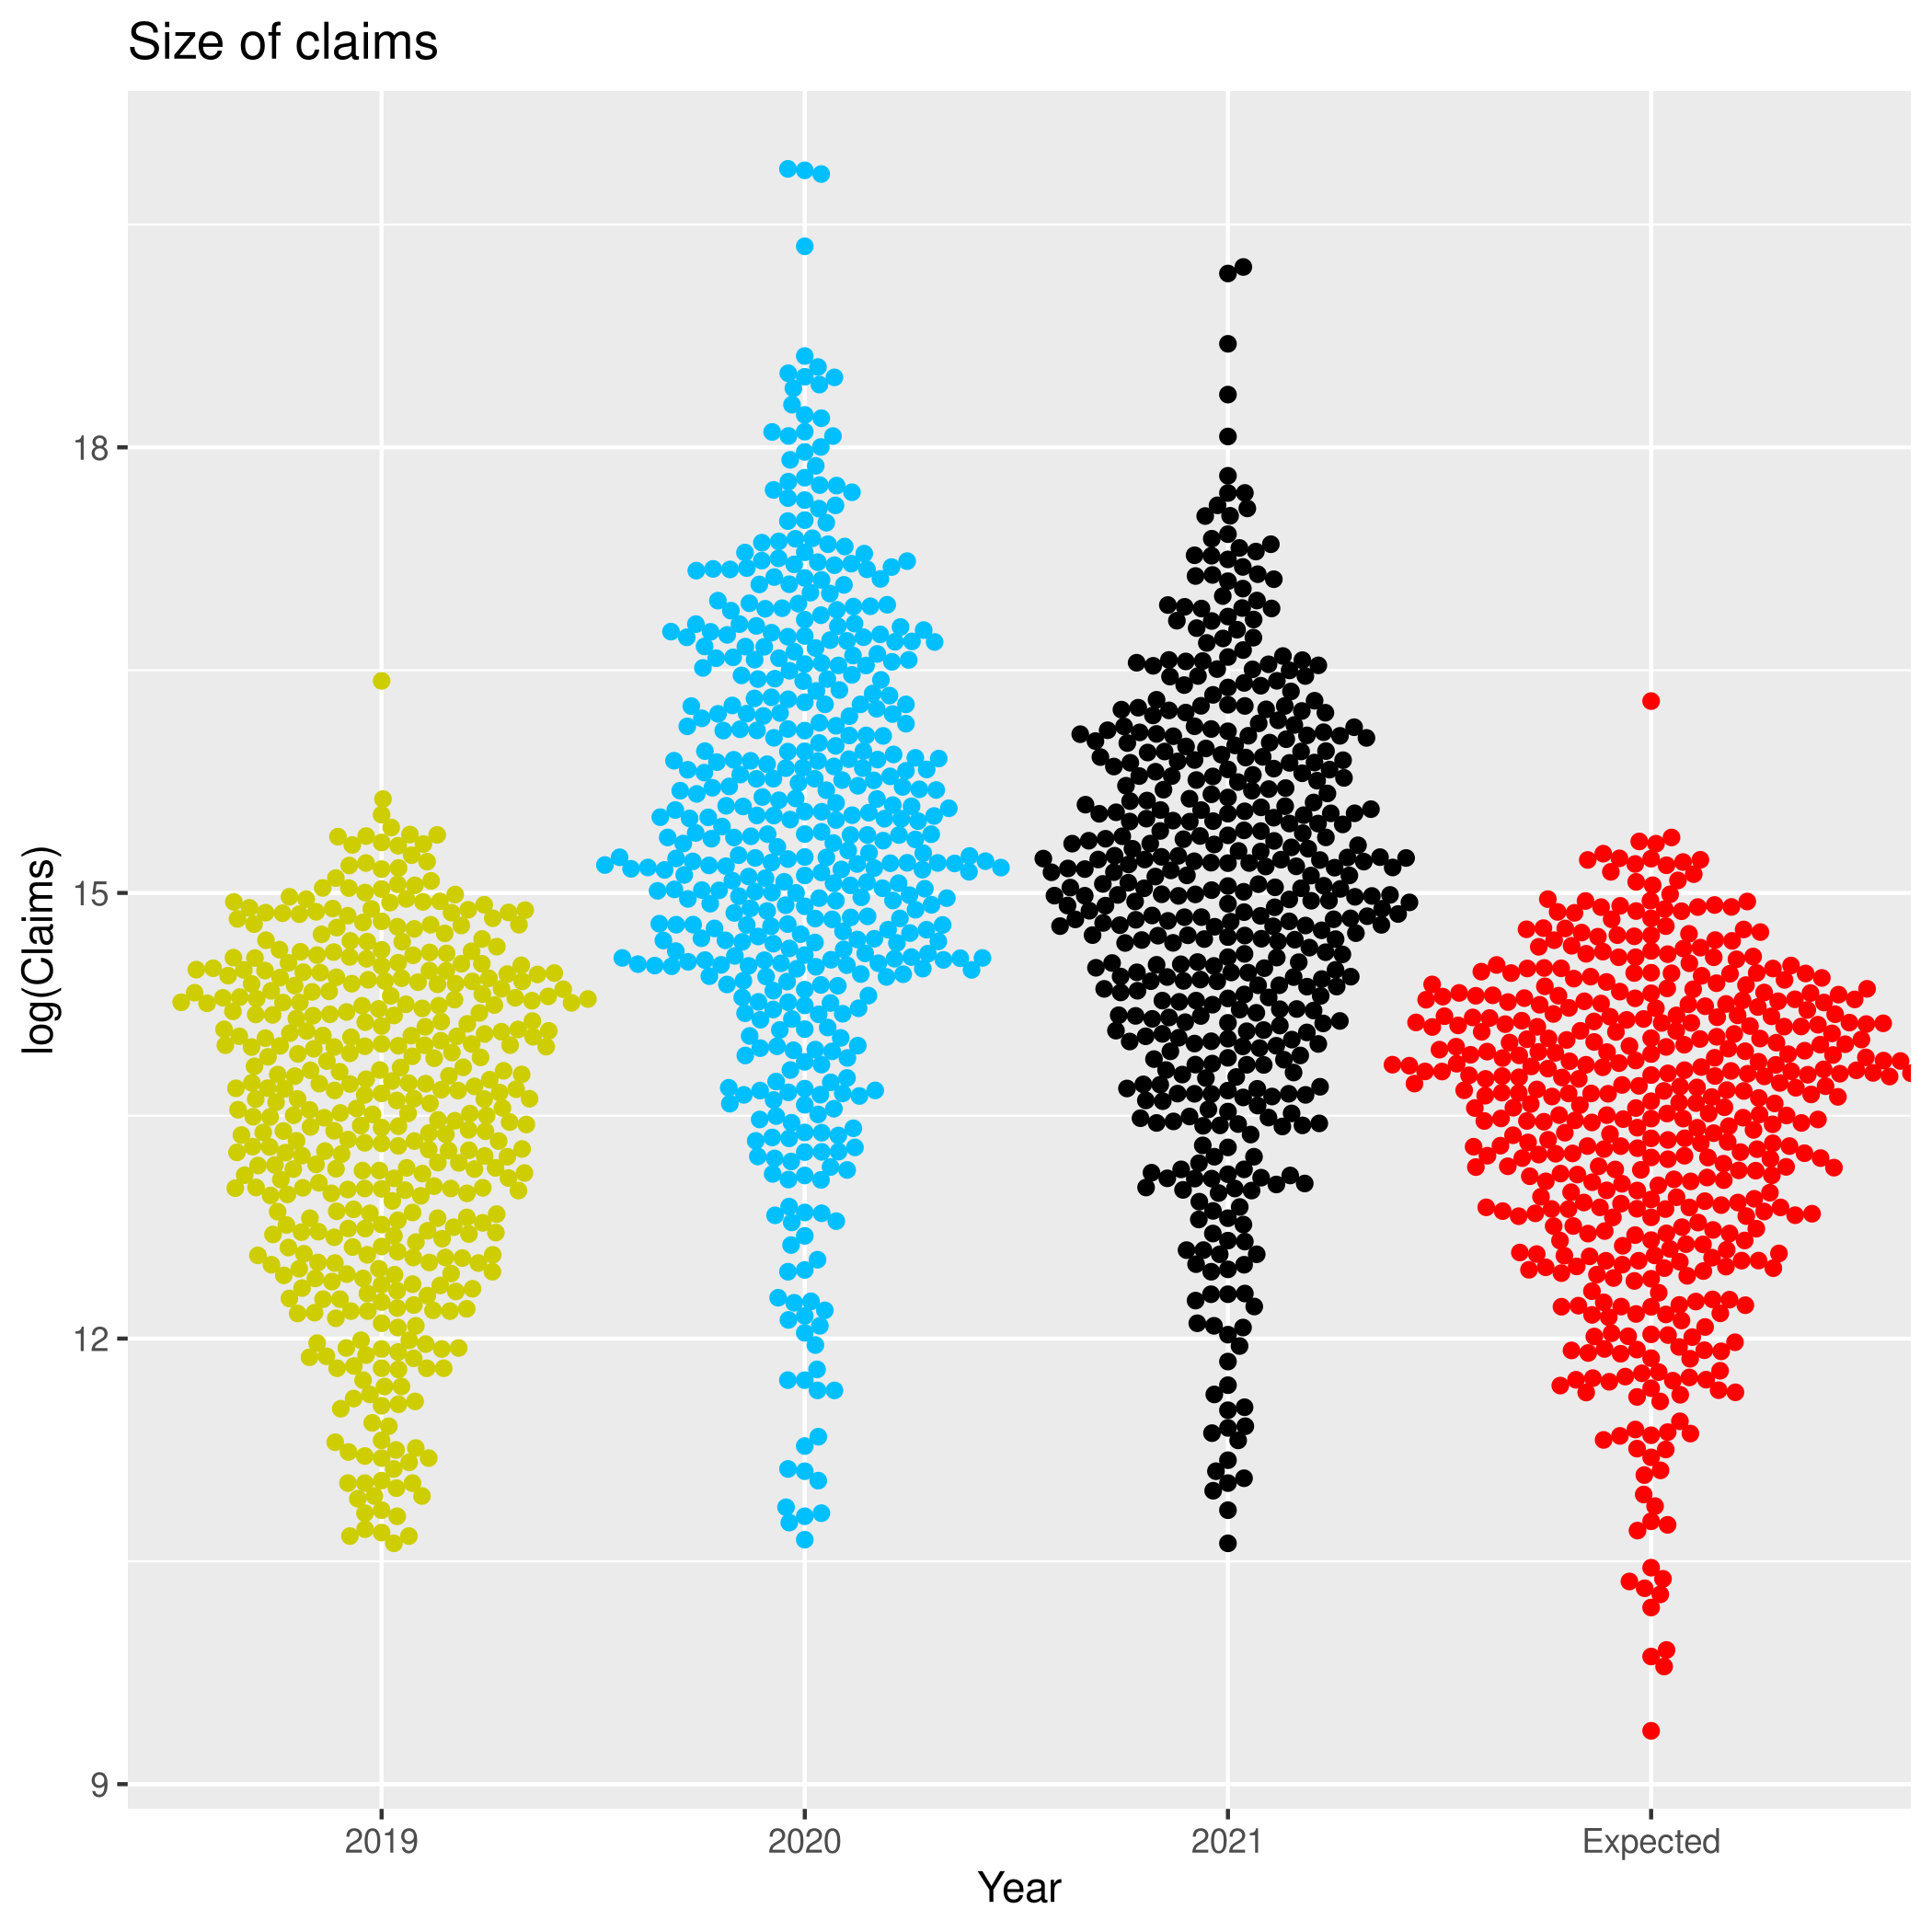 Size of claims
18
15
12
9
log(Claims)
2019 2020 2021 Expected
Year